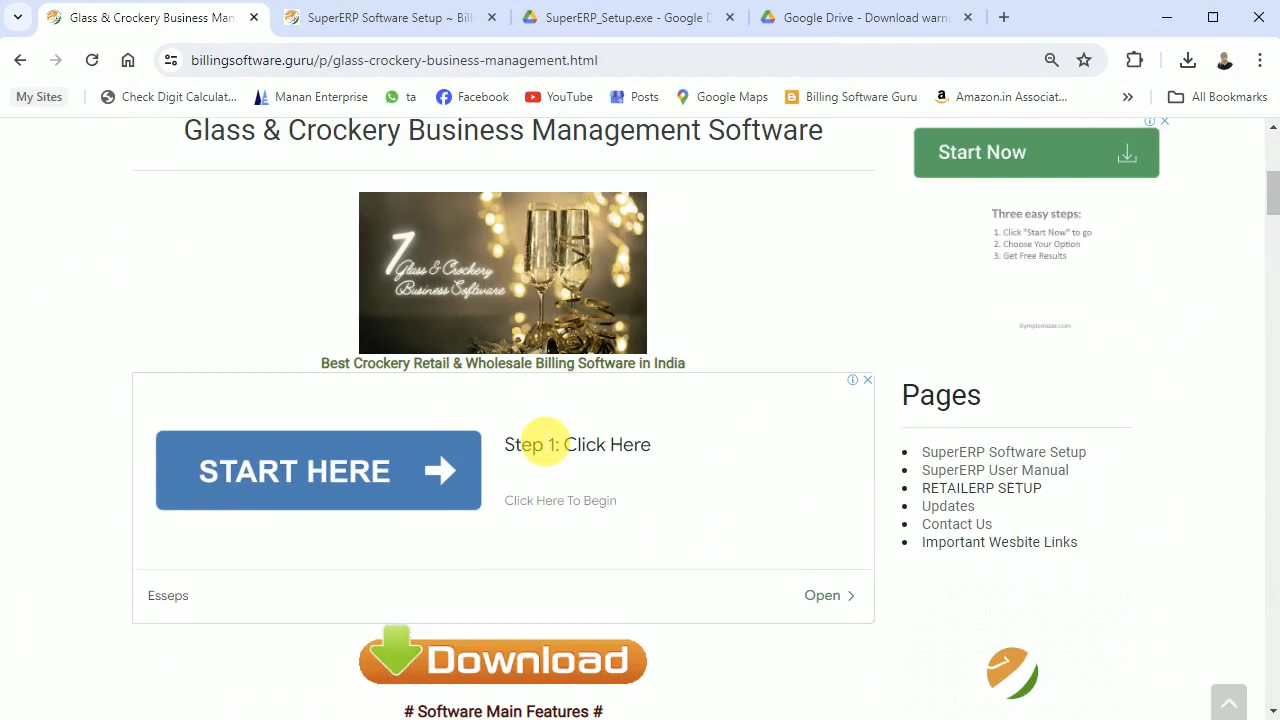 Glass & Crockery Business Man
SuperERP Software Setup ~ Bill
SuperERP_Setup.exe - Google D
Google Drive - Download warn
billingsoftware.guru/p/glass-crockery-business-management.html
My Sites
Check Digit Calculat...
Manan Enterprise
ta
Facebook
YouTube
Posts
Google Maps
Billing Software Guru
Amazon.in Associat...
»
All Bookmarks
Glass & Crockery Business Management Software
Start Now
Three easy steps:
1. Click "Start Now" to go
2. Choose Your Option
3. Get Free Results
7
Glass & Crockery
Business Software
Best Crockery Retail & Wholesale Billing Software in India
START HERE
Step 1: Click Here
Click Here To Begin
Esseps
Open
Pages
SuperERP Software Setup
SuperERP User Manual
RETAILERP SETUP
Updates
Contact Us
Important Wesbite Links
Download
# Software Main Features #